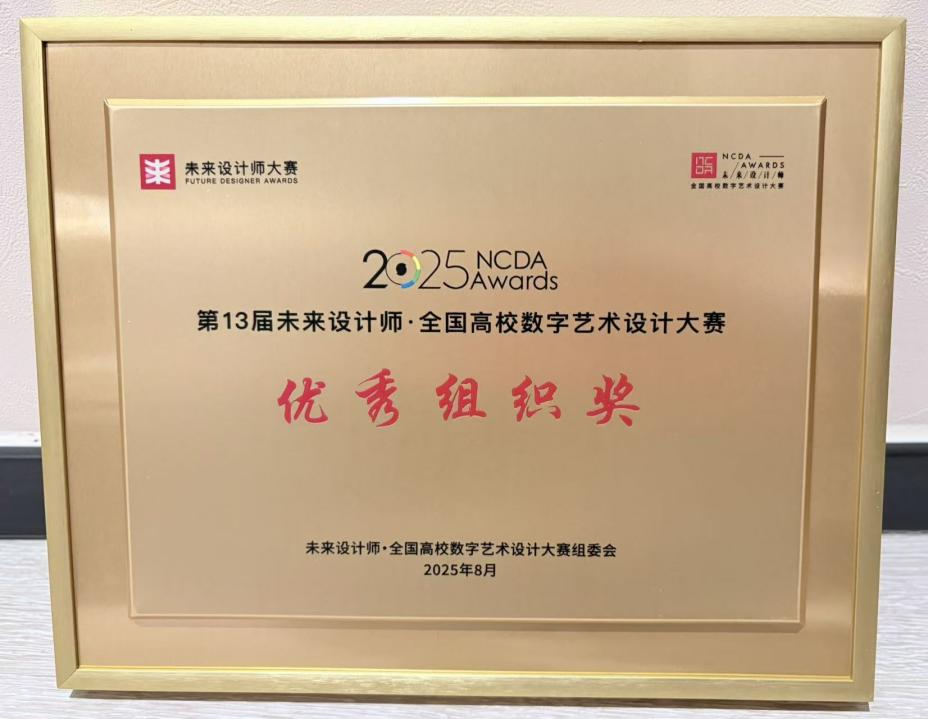 未来设计师大赛
FUTURE DESIGNER AWARDS
NCDA
AWARDS
未/来/设/计/师
全国高校数字艺术设计大赛
2025 NCDA
Awards
第13届未来设计师·全国高校数字艺术设计大赛
优秀组织奖
未来设计师·全国高校数字艺术设计大赛组委会
2025年8月